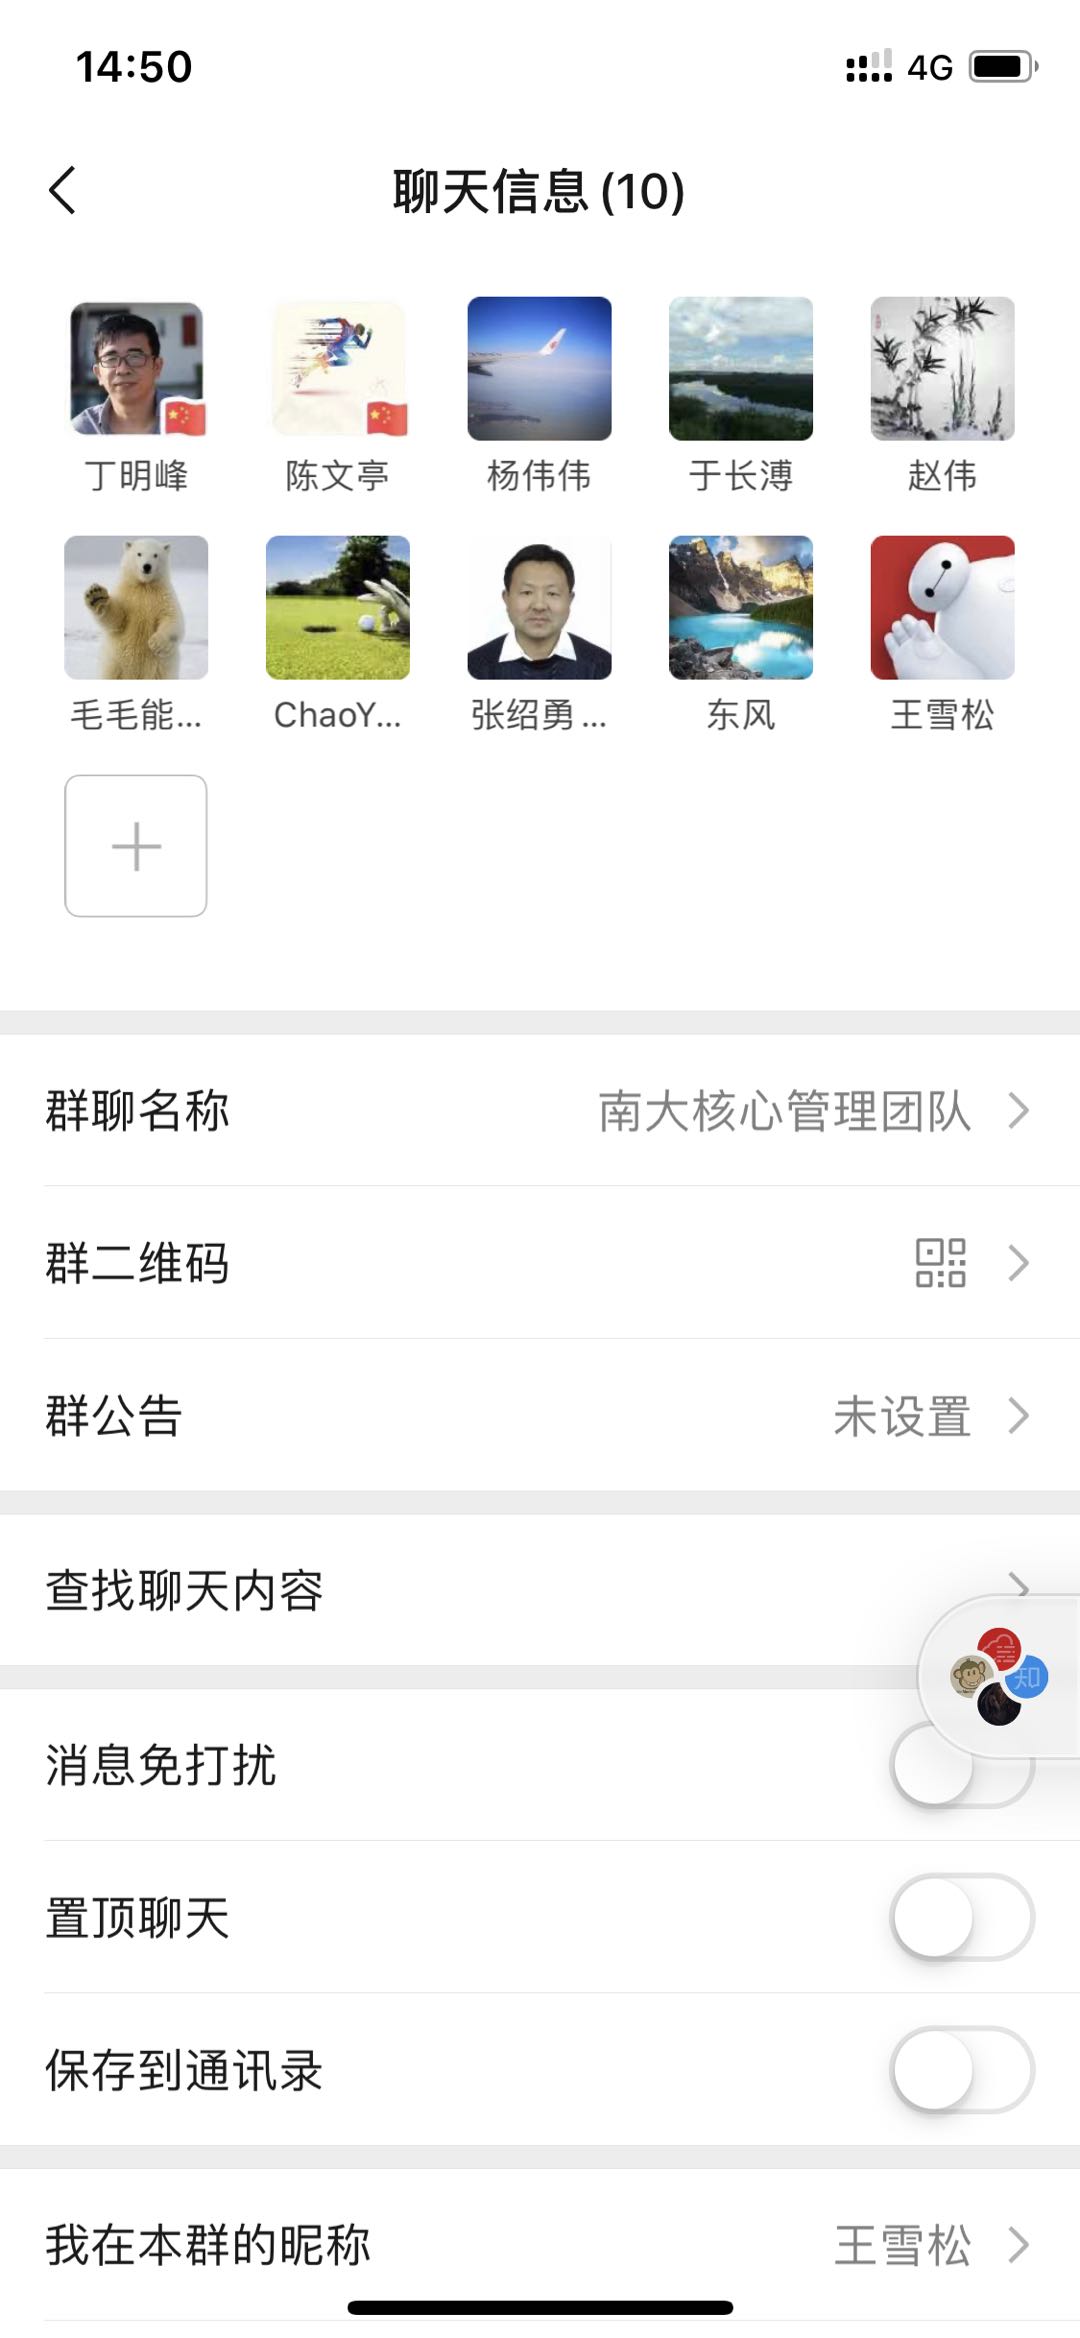 14:50 4G
聊天信息(10)
丁明峰 陈文亭 杨伟伟 于长溥 赵伟
毛毛能... ChaoY... 张绍勇... 东风 王雪松
群聊名称 南大核心管理团队
群二维码
群公告 未设置
查找聊天内容
知
消息免打扰
置顶聊天
保存到通讯录
我在本群的昵称 王雪松